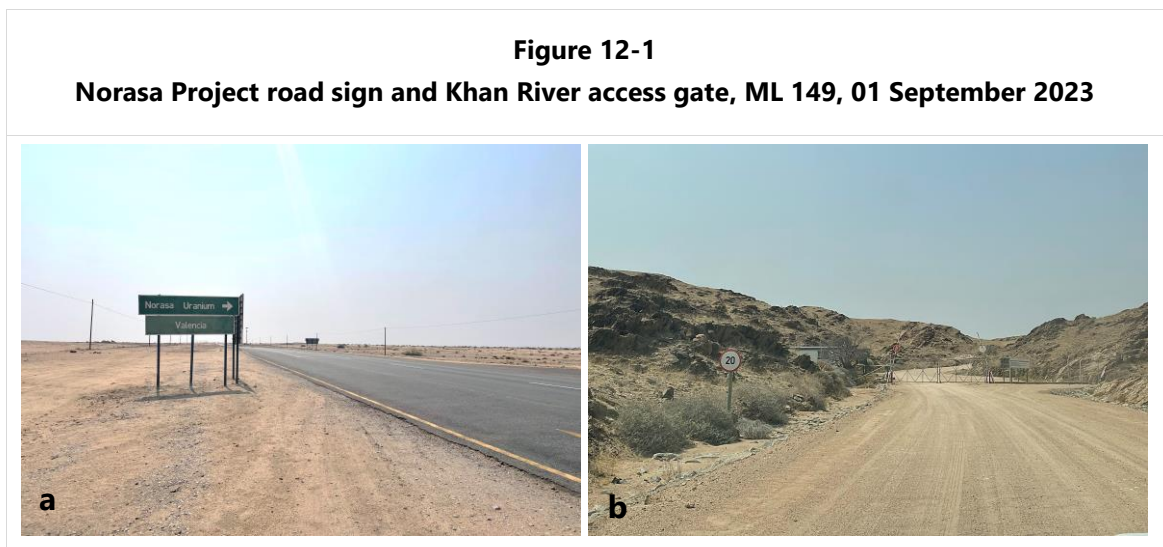 Figure 12-1
Norasa Project road sign and Khan River access gate, ML 149, 01 September 2023
Norasa Uranium →
Valencia
20
a
b